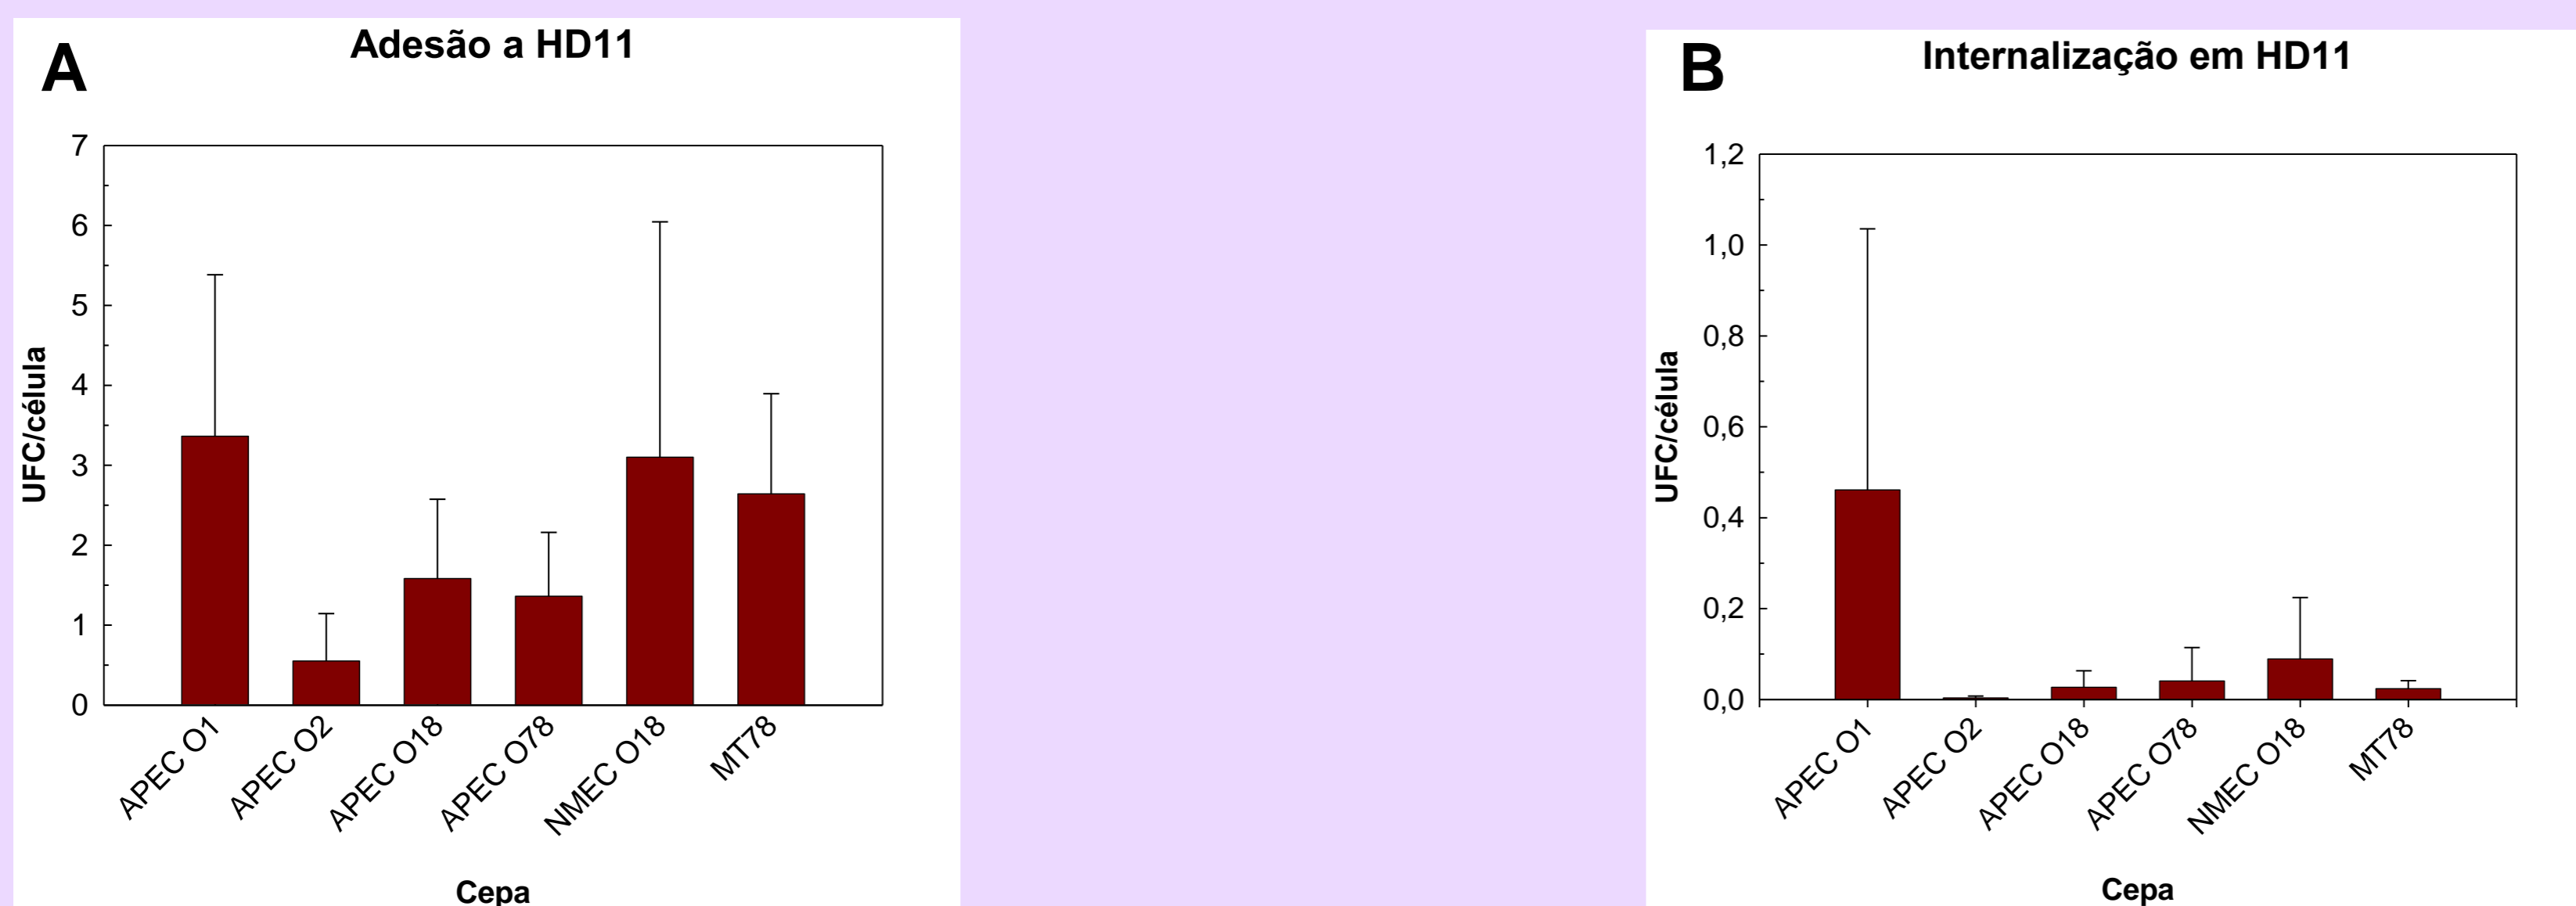 A
Adesão a HD11
7
6
5
4
3
2
1
0
UFC/célula
APEC O1
APEC O2
APEC O18
APEC O78
NMEC O18
MT78
Cepa
B
Internalização em HD11
1,2
1,0
0,8
0,6
0,4
0,2
0,0
UFC/célula
APEC O1
APEC O2
APEC O18
APEC O78
NMEC O18
MT78
Cepa